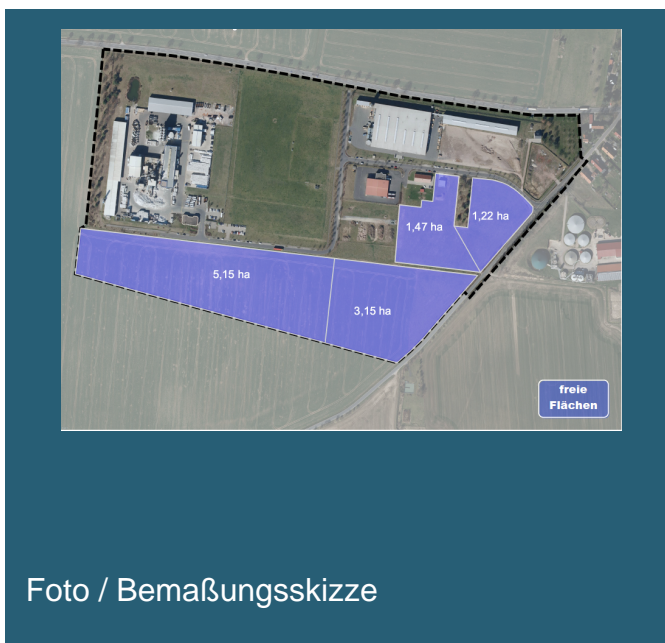 1,47 ha
1,22 ha
5,15 ha
3,15 ha
freie
Flächen
Foto / Bemaßungsskizze